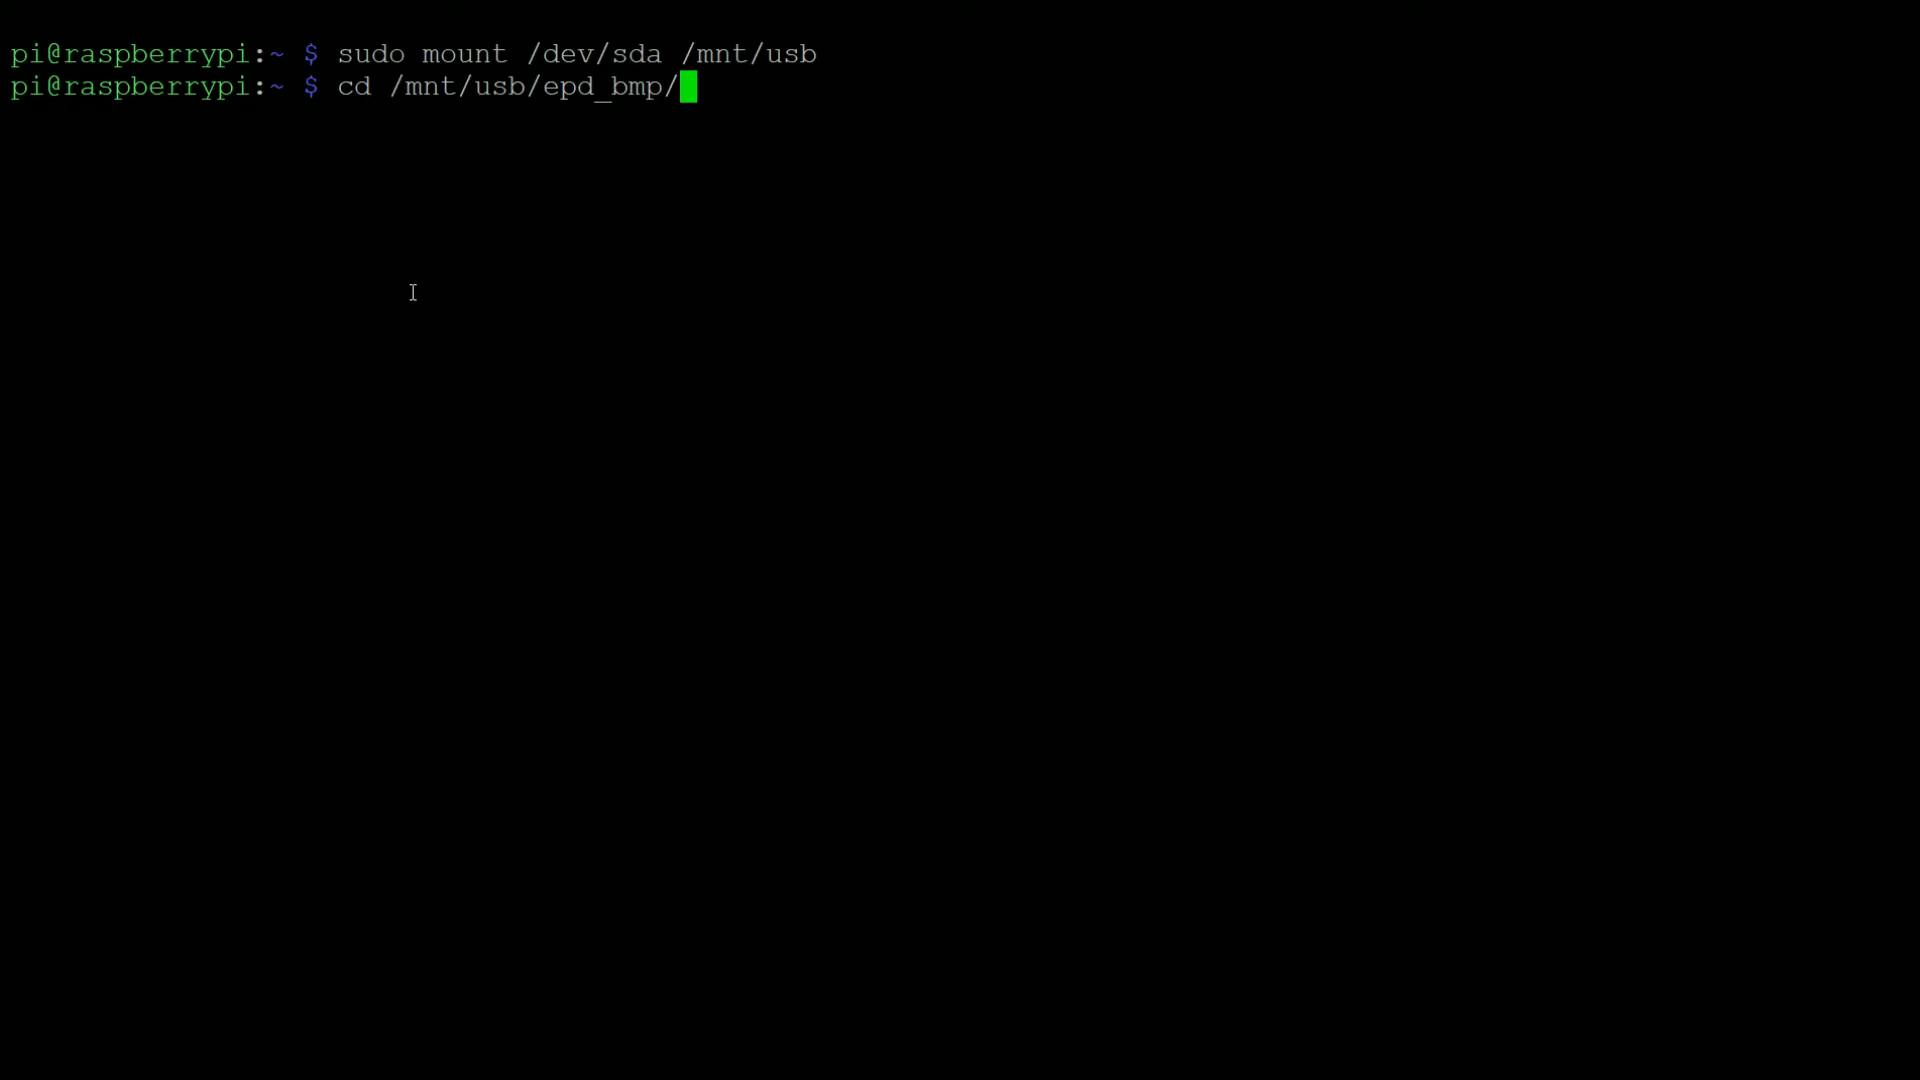 pi@raspberrypi:~ $ sudo mount /dev/sda /mnt/usb
pi@raspberrypi:~ $ cd /mnt/usb/epd_bmp/